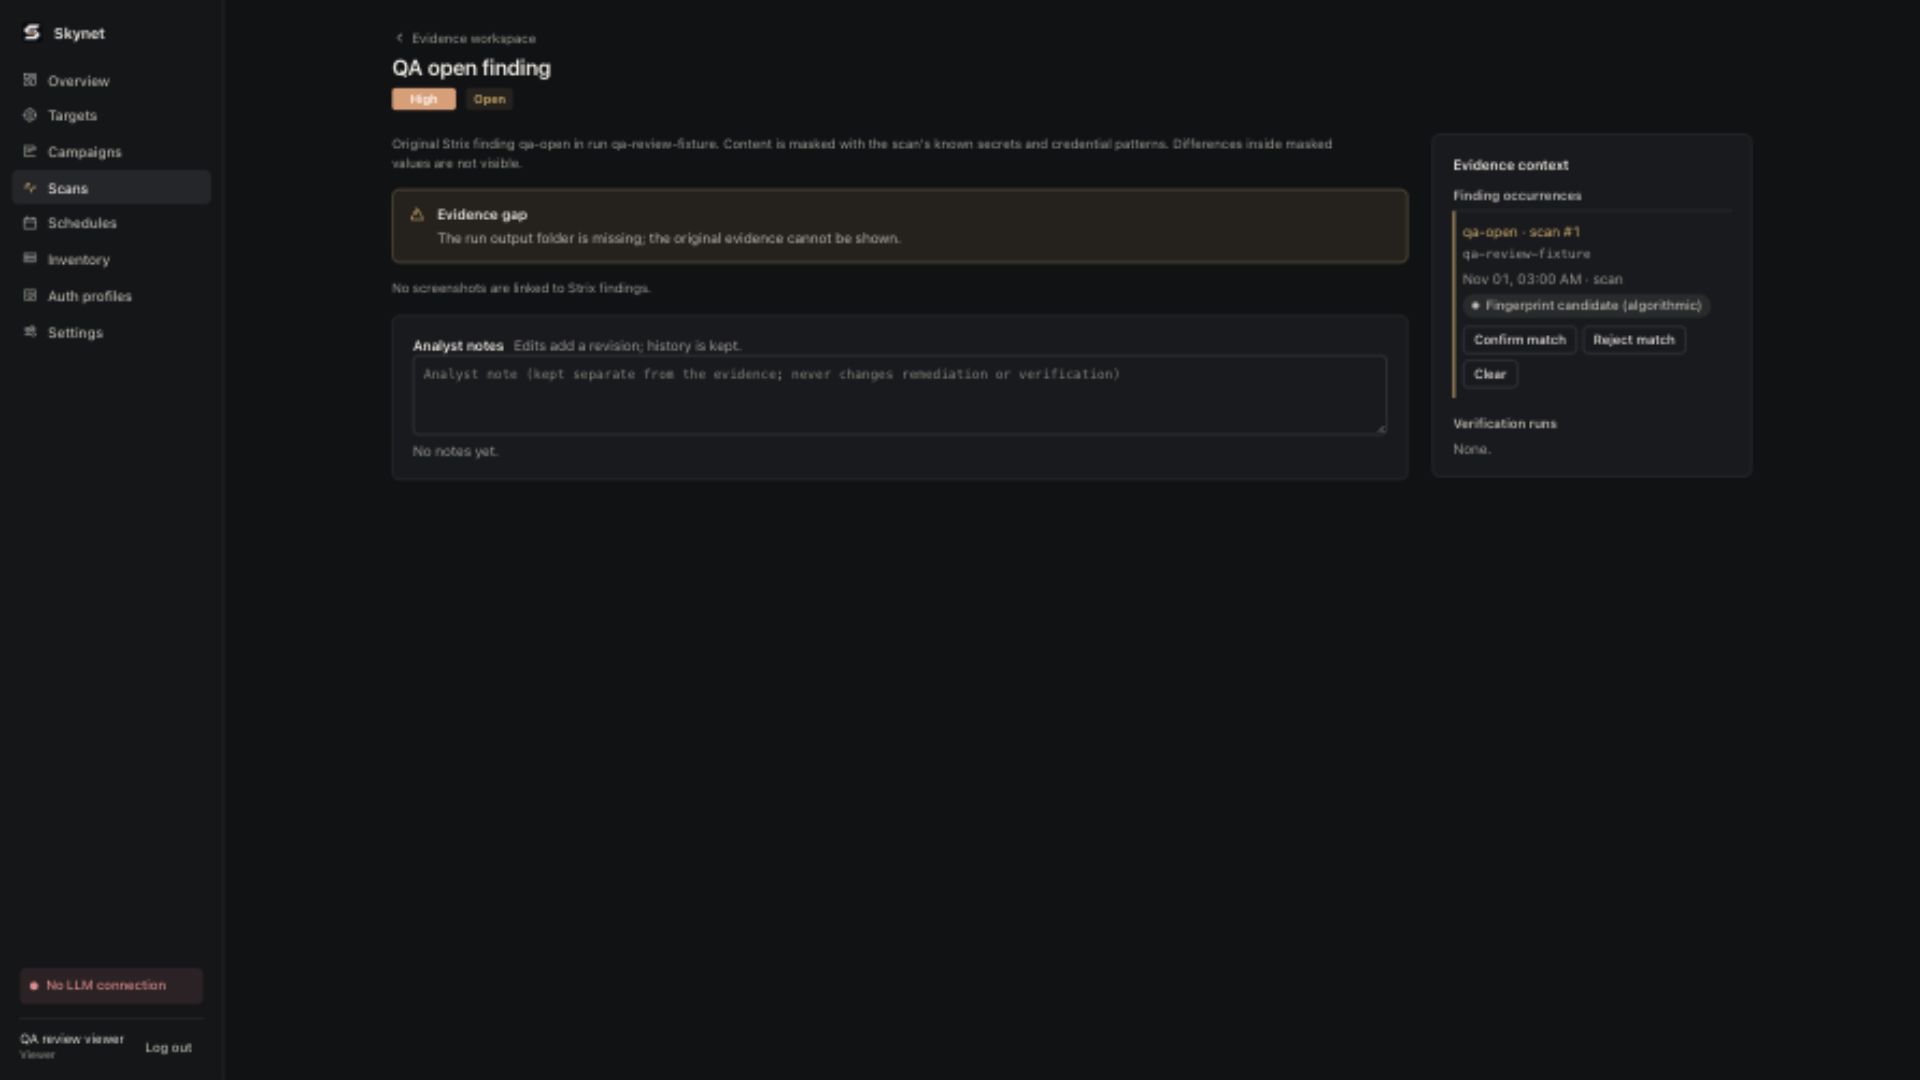 Skynet
Overview
Targets
Campaigns
Scans
Schedules
Inventory
Auth profiles
Settings
No LLM connection
QA review viewer
Viewer
Log out
Evidence workspace
QA open finding
High
Open
Original Strix finding qa-open in run qa-review-fixture. Content is masked with the scan's known secrets and credential patterns. Differences inside masked
values are not visible.
Evidence gap
The run output folder is missing; the original evidence cannot be shown.
No screenshots are linked to Strix findings.
Analyst notes Edits add a revision; history is kept.
Analyst note (kept separate from the evidence; never changes remediation or verification)
No notes yet.
Evidence context
Finding occurrences
qa-open · scan #1
qa-review-fixture
Nov 01, 03:00 AM · scan
Fingerprint candidate (algorithmic)
Confirm match
Reject match
Clear
Verification runs
None.